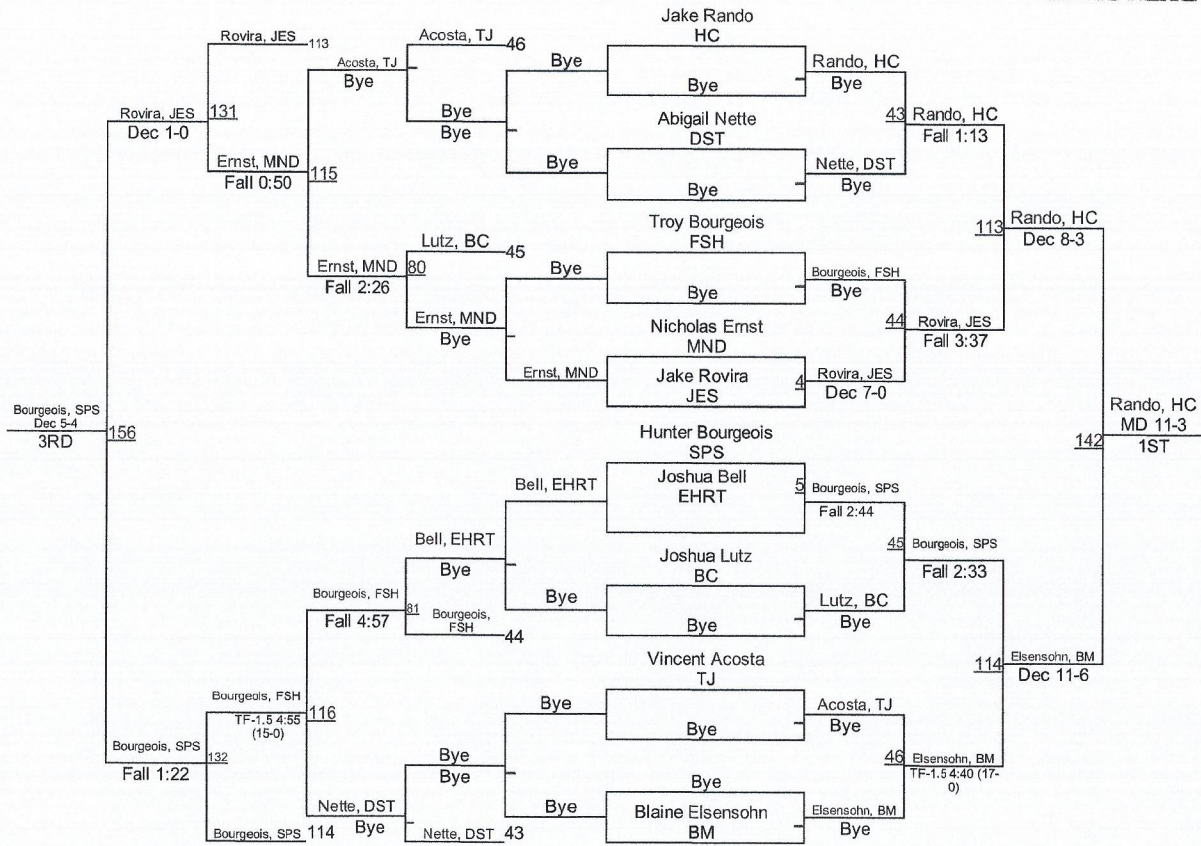 Jake Rando
HC
Bye
Abigail Nette
DST
Bye
Troy Bourgeois
FSH
Bye
Nicholas Ernst
MND
Jake Rovira
JES
4
Hunter Bourgeois
SPS
Joshua Bell
EHRT
5
Joshua Lutz
BC
Bye
Vincent Acosta
TJ
Bye
Bye
Blaine Elsensohn
BM
Rando, HC
Bye
Nette, DST
Bye
Bourgeois, FSH
Bye
Rovira, JES
Dec 7-0
Bourgeois, SPS
Fall 2:44
Lutz, BC
Bye
Acosta, TJ
Bye
Elsensohn, BM
Bye
43
Rando, HC
Fall 1:13
44
Rovira, JES
Fall 3:37
45
Bourgeois, SPS
Fall 2:33
46
Elsensohn, BM
TF-1.5 4:40 (17-
0)
113
Rando, HC
Dec 8-3
114
Elsensohn, BM
Dec 11-6
142
Rando, HC
MD 11-3
1ST
Bye
Bye
Bye
Ernst, MND
Bell, EHRT
Bye
Bye
Bye
Acosta, TJ
46
Bye
Bye
Lutz, BC
45
Ernst, MND
Bye
Bell, EHRT
Bye
Bourgeois,
FSH
44
Bye
Bye
Nette, DST
43
Acosta, TJ
Bye
Ernst, MND
80
Fall 2:26
Bourgeois, FSH
81
Fall 4:57
Nette, DST
Bye
Rovira, JES
113
Ernst, MND
115
Fall 0:50
Bourgeois, FSH
116
TF-1.5 4:55
(15-0)
Bourgeois, SPS
114
Rovira, JES
131
Dec 1-0
Bourgeois, SPS
132
Fall 1:22
Bourgeois, SPS
Dec 5-4
156
3RD